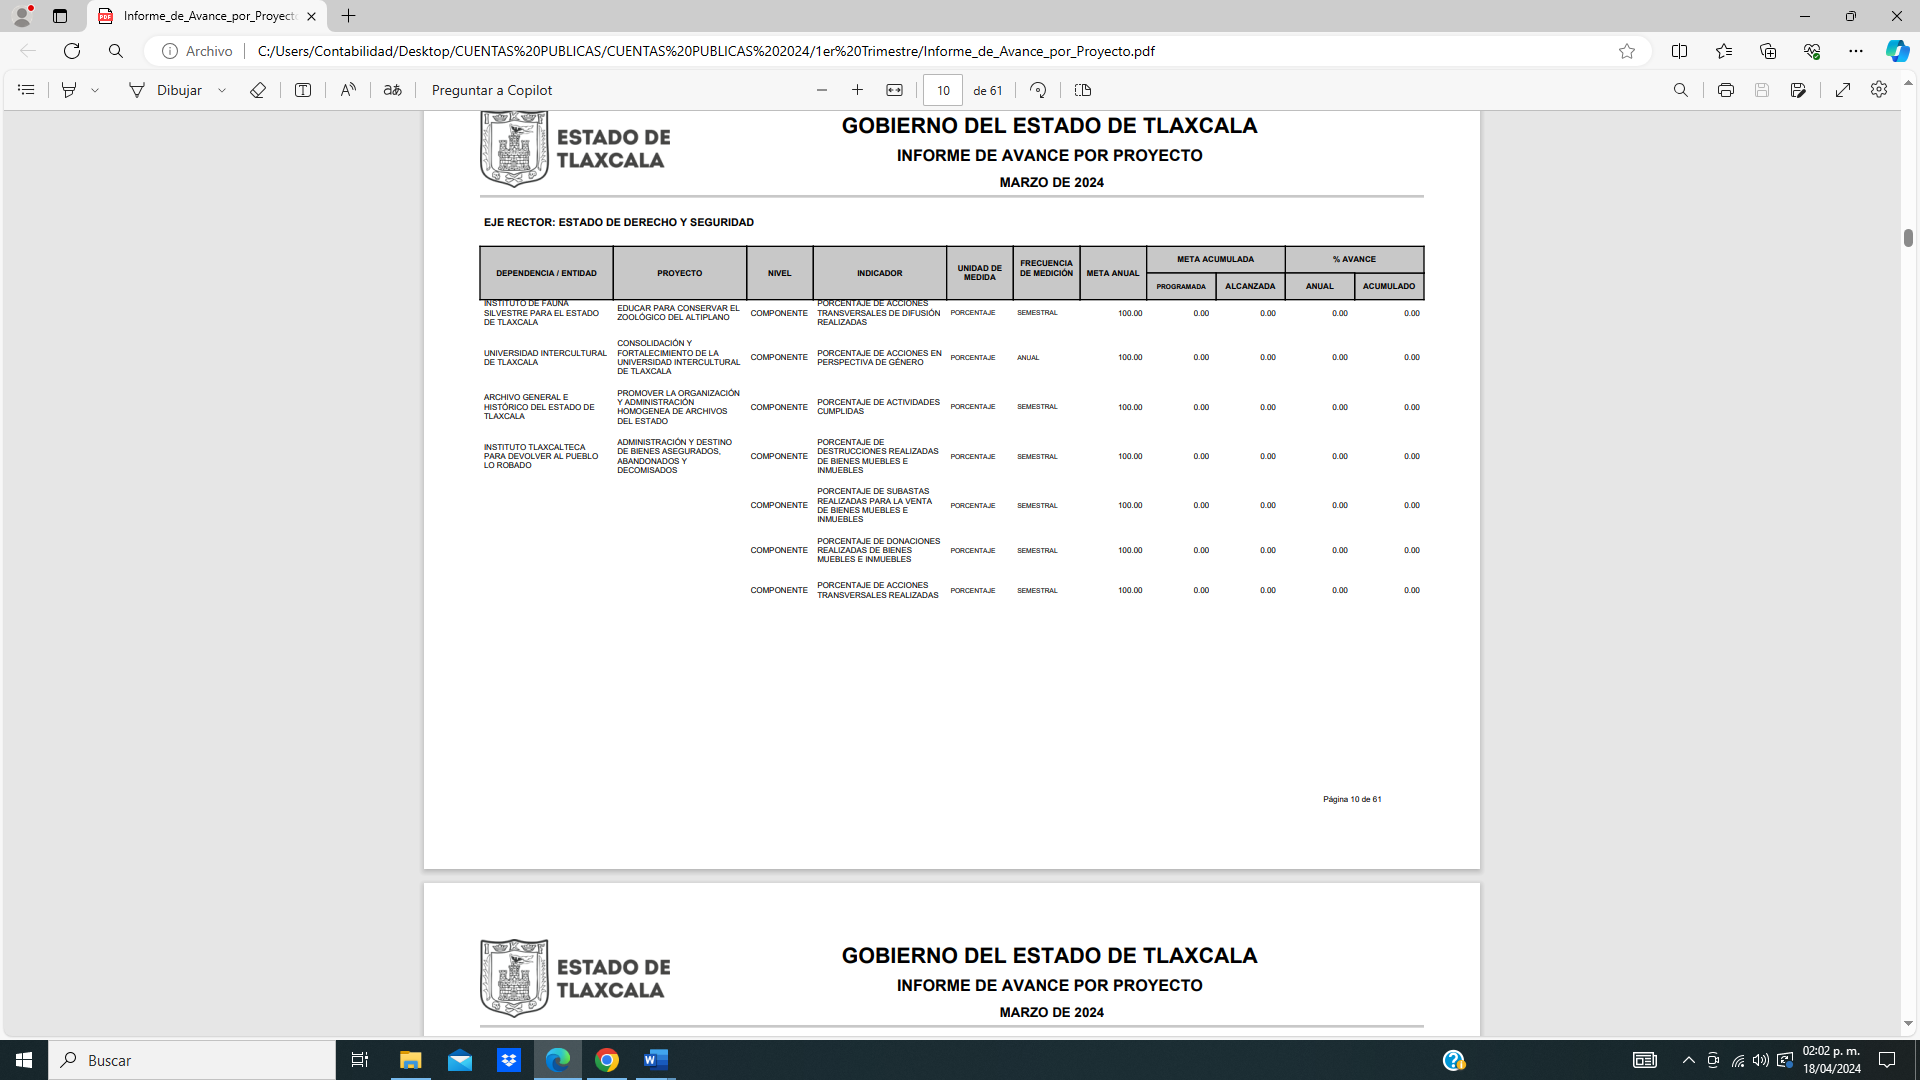 Informe_de_Avance_por_Proyecto
Archivo
C:/Users/Contabilidad/Desktop/CUENTAS%20PUBLICAS/CUENTAS%20PUBLICAS%202024/1er%20Trimestre/Informe_de_Avance_por_Proyecto.pdf
Dibujar
Preguntar a Copilot
10 de 61
ESTADO DE
TLAXCALA
GOBIERNO DEL ESTADO DE TLAXCALA
INFORME DE AVANCE POR PROYECTO
MARZO DE 2024
EJE RECTOR: ESTADO DE DERECHO Y SEGURIDAD
DEPENDENCIA / ENTIDAD
PROYECTO
NIVEL
INDICADOR
UNIDAD DE
MEDIDA
FRECUENCIA
DE MEDICIÓN
META ANUAL
META ACUMULADA
PROGRAMADA
ALCANZADA
% AVANCE
ANUAL
ACUMULADO
INSTITUTO DE FAUNA
SILVESTRE PARA EL ESTADO
DE TLAXCALA
EDUCAR PARA CONSERVAR EL
ZOOLÓGICO DEL ALTIPLANO
COMPONENTE
PORCENTAJE DE ACCIONES
TRANSVERSALES DE DIFUSIÓN
REALIZADAS
PORCENTAJE
SEMESTRAL
100.00 0.00 0.00 0.00 0.00
UNIVERSIDAD INTERCULTURAL
DE TLAXCALA
CONSOLIDACIÓN Y
FORTALECIMIENTO DE LA
UNIVERSIDAD INTERCULTURAL
DE TLAXCALA
COMPONENTE
PORCENTAJE DE ACCIONES EN
PERSPECTIVA DE GÉNERO
PORCENTAJE
ANUAL
100.00 0.00 0.00 0.00 0.00
ARCHIVO GENERAL E
HISTÓRICO DEL ESTADO DE
TLAXCALA
PROMOVER LA ORGANIZACIÓN
Y ADMINISTRACIÓN
HOMOGENEA DE ARCHIVOS
DEL ESTADO
COMPONENTE
PORCENTAJE DE ACTIVIDADES
CUMPLIDAS
PORCENTAJE
SEMESTRAL
100.00 0.00 0.00 0.00 0.00
INSTITUTO TLAXCALTECA
PARA DEVOLVER AL PUEBLO
LO ROBADO
ADMINISTRACIÓN Y DESTINO
DE BIENES ASEGURADOS,
ABANDONADOS Y
DECOMISADOS
COMPONENTE
PORCENTAJE DE
DESTRUCCIONES REALIZADAS
DE BIENES MUEBLES E
INMUEBLES
PORCENTAJE
SEMESTRAL
100.00 0.00 0.00 0.00 0.00
COMPONENTE
PORCENTAJE DE SUBASTAS
REALIZADAS PARA LA VENTA
DE BIENES MUEBLES E
INMUEBLES
PORCENTAJE
SEMESTRAL
100.00 0.00 0.00 0.00 0.00
COMPONENTE
PORCENTAJE DE DONACIONES
REALIZADAS DE BIENES
MUEBLES E INMUEBLES
PORCENTAJE
SEMESTRAL
100.00 0.00 0.00 0.00 0.00
COMPONENTE
PORCENTAJE DE ACCIONES
TRANSVERSALES REALIZADAS
PORCENTAJE
SEMESTRAL
100.00 0.00 0.00 0.00 0.00
Página 10 de 61
ESTADO DE
TLAXCALA
GOBIERNO DEL ESTADO DE TLAXCALA
INFORME DE AVANCE POR PROYECTO
MARZO DE 2024
Buscar
02:02 p. m.
18/04/2024